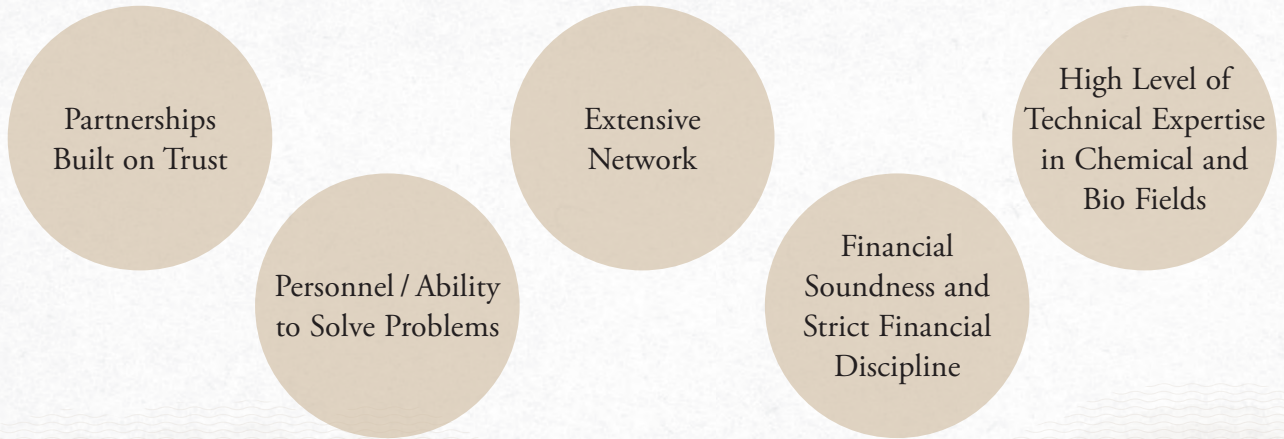 Partnerships
Built on Trust
Personnel / Ability
to Solve Problems
Extensive
Network
Financial
Soundness and
Strict Financial
Discipline
High Level of
Technical Expertise
in Chemical and
Bio Fields